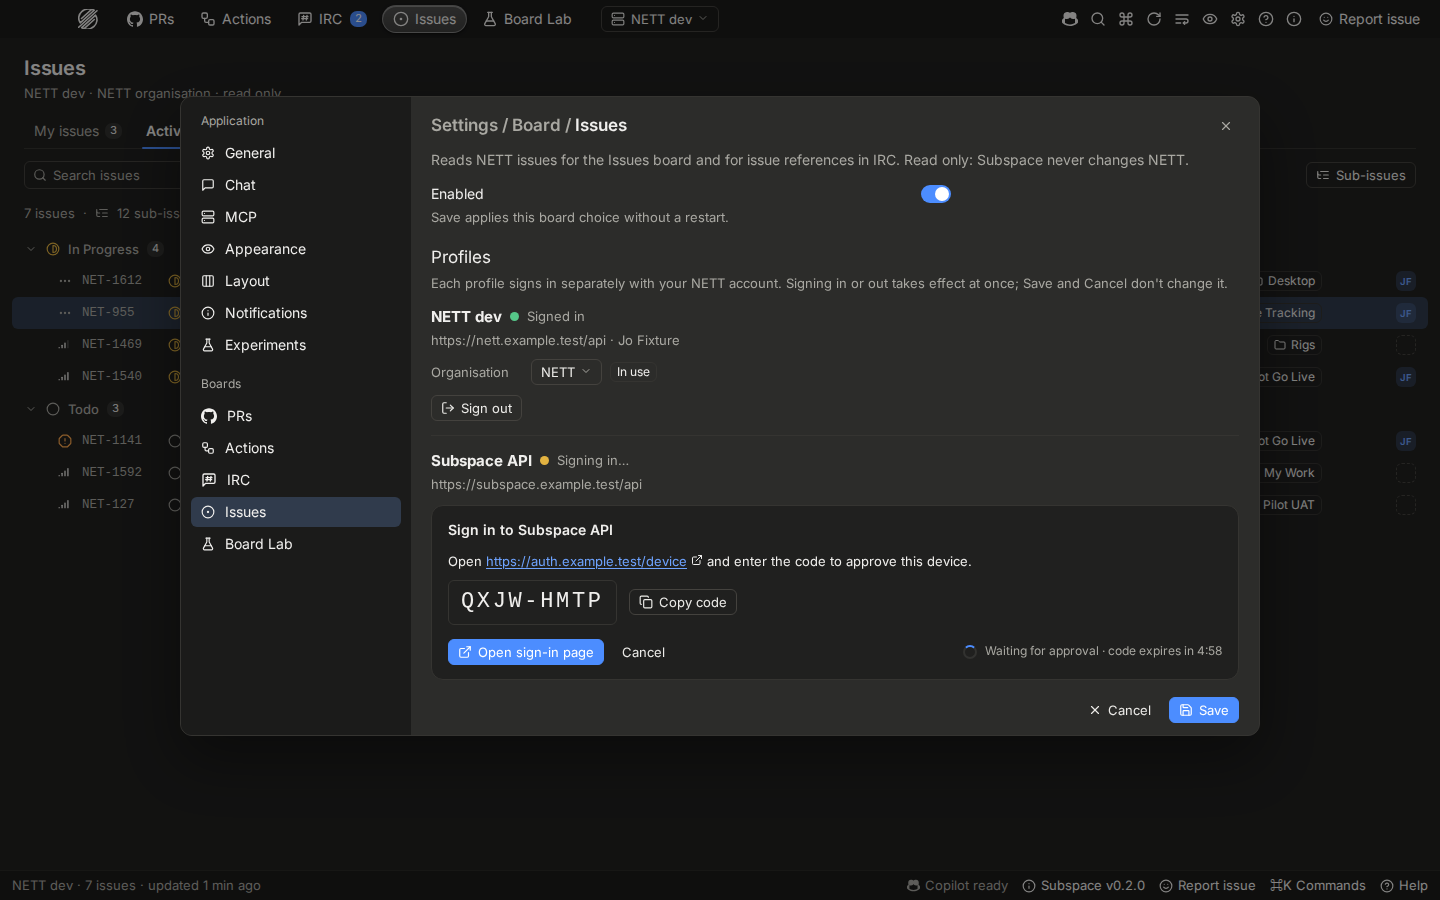 PRs
Actions
IRC 2
Issues
Board Lab
NETT dev
Report issue
Issues
NETT dev · NETT organisation · read only
My issues 3
Activ
Search issues
Sub-issues
7 issues · 12 sub-iss
In Progress 4
NET-1612
Desktop
JF
NET-955
Tracking
JF
NET-1469
Rigs
NET-1540
ot Go Live
JF
Todo 3
NET-1141
ot Go Live
JF
NET-1592
My Work
NET-127
Pilot UAT
Application
General
Chat
MCP
Appearance
Layout
Notifications
Experiments
Boards
PRs
Actions
IRC
Issues
Board Lab
Settings / Board / Issues
Reads NETT issues for the Issues board and for issue references in IRC. Read only: Subspace never changes NETT.
Enabled
Save applies this board choice without a restart.
Profiles
Each profile signs in separately with your NETT account. Signing in or out takes effect at once; Save and Cancel don't change it.
NETT dev Signed in
https://nett.example.test/api · Jo Fixture
Organisation NETT In use
Sign out
Subspace API Signing in...
https://subspace.example.test/api
Sign in to Subspace API
Open https://auth.example.test/device and enter the code to approve this device.
QXJW-HMTP Copy code
Open sign-in page Cancel Waiting for approval · code expires in 4:58
Cancel Save
NETT dev · 7 issues · updated 1 min ago
Copilot ready
Subspace v0.2.0
Report issue
⌘K Commands
Help